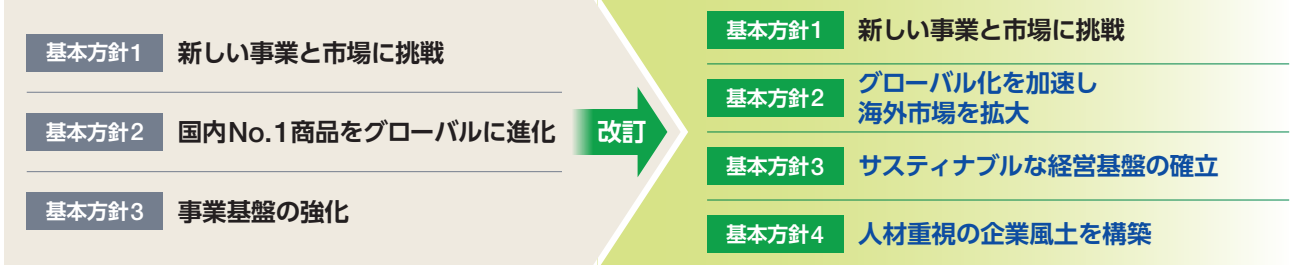 基本方針1 新しい事業と市場に挑戦
基本方針2 国内No.1商品をグローバルに進化
基本方針3 事業基盤の強化
改訂
基本方針1 新しい事業と市場に挑戦
基本方針2 グローバル化を加速し
海外市場を拡大
基本方針3 サスティナブルな経営基盤の確立
基本方針4 人材重視の企業風土を構築